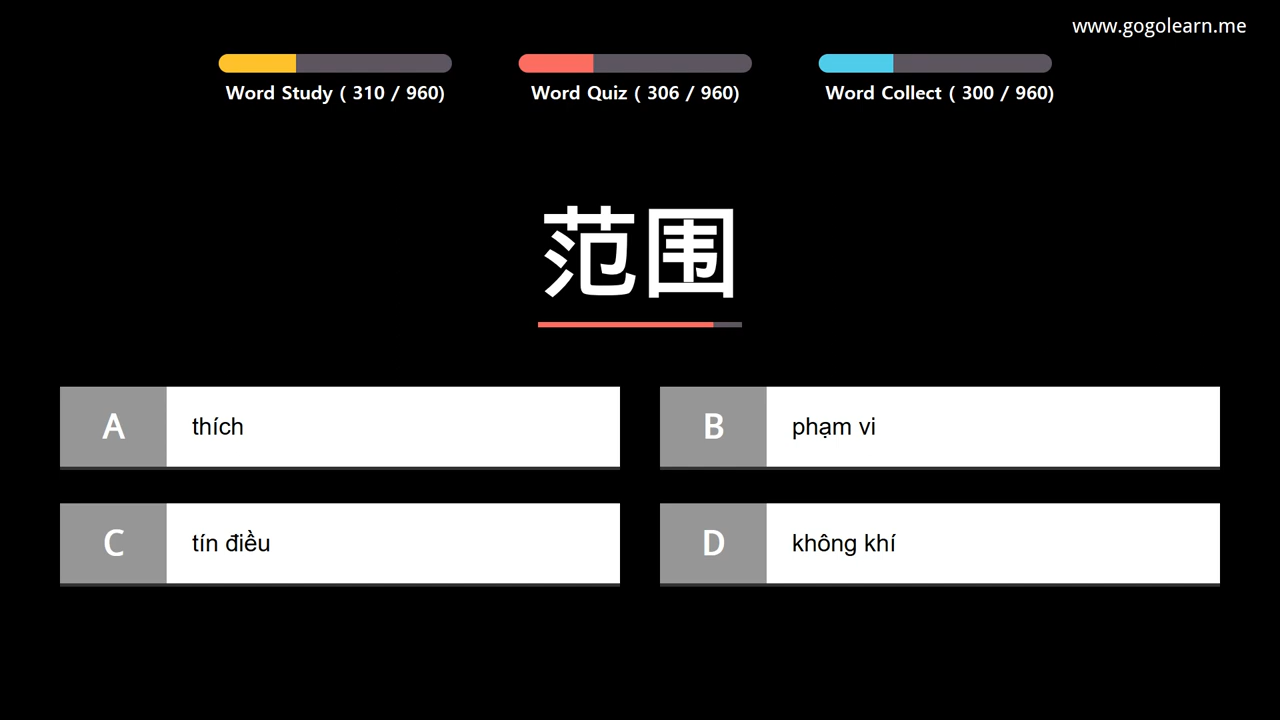 www.gogolearn.me
Word Study ( 310 / 960)
Word Quiz ( 306 / 960)
Word Collect ( 300 / 960)
范围
A thích
B phạm vi
C tín điều
D không khí